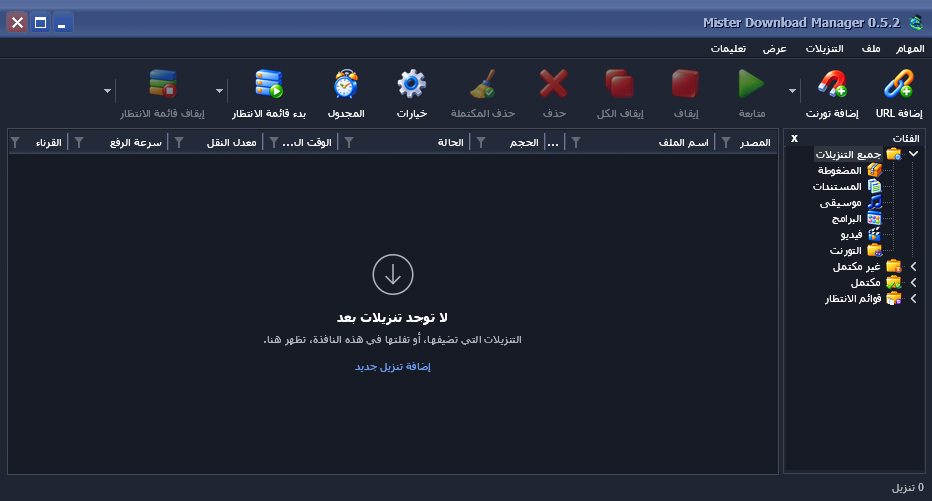 Mister Download Manager 0.5.2
المهام ملف التنزيلات عرض تعليمات
إضافة URL إضافة تورنت متابعة إيقاف إيقاف الكل حذف حذف المكتملة خيارات المجدول بدء قائمة الانتظار إيقاف قائمة الانتظار
الفئات x
جميع التنزيلات
المضغوطة
المستندات
موسيقى
البرامج
فيديو
التورنت
غير مكتمل
مكتمل
قوائم الانتظار
المصدر اسم الملف ... الحجم الحالة الوقت ال... معدل النقل سرعة الرفع القرناء
لا توجد تنزيلات بعد
التنزيلات التي تضيفها، أو تفلتها في هذه النافذة، تظهر هنا.
إضافة تنزيل جديد
0 تنزيل